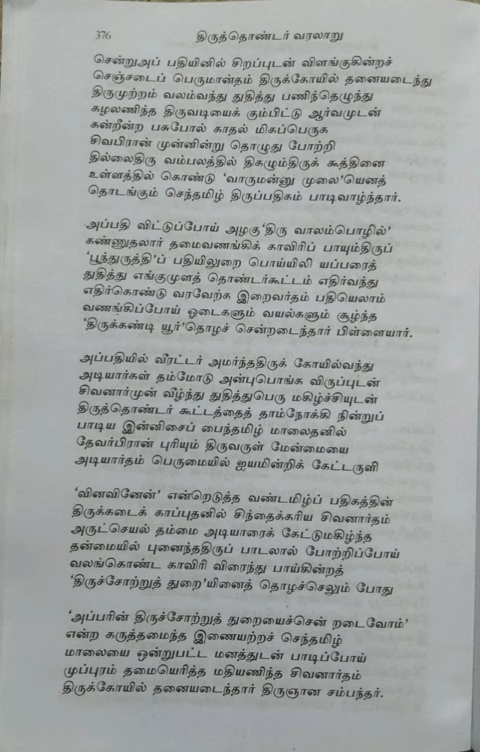 376 திருத்தொண்டர் வரலாறு
சென்றுஅப் பதியினில் சிறப்புடன் விளங்குகின்றச்
செஞ்சடைப் பெருமான்தம் திருக்கோயில் தனையடைந்து
திருமுற்றம் வலம்வந்து துதித்து பணிந்தெழுந்து
கழலணிந்த திருவடியைக் கும்பிட்டு ஆர்வமுடன்
கன்றீன்ற பசுபோல் காதல் மிகப்பெருக
சிவபிரான் முன்னின்று தொழுது போற்றி
தில்லைதிரு வம்பலத்தில் திகழும்திருக் கூத்தினை
உள்ளத்தில் கொண்டு ‘வாருமன்னு முலை’யெனத்
தொடங்கும் செந்தமிழ் திருப்பதிகம் பாடிவாழ்ந்தார்.
அப்பதி விட்டுப்போய் அழகு‘திரு வாலம்பொழில்’
கண்ணுதலார் தமைவணங்கிக் காவிரிப் பாயும்திருப்
‘பூந்துருத்தி’ப் பதியிலுறை பொய்யிலி யப்பரைத்
துதித்து எங்குமுளத் தொண்டர்கூட்டம் எதிர்வந்து
எதிர்கொண்டு வரவேற்க இறைவர்தம் பதியெலாம்
வணங்கிப்போய் ஓடைகளும் வயல்களும் சூழ்ந்த
‘திருக்கண்டி யூர்’தொழச் சென்றடைந்தார் பிள்ளையார்.
அப்பதியில் வீரட்டர் அமர்ந்ததிருக் கோயில்வந்து
அடியார்கள் தம்மோடு அன்புபொங்க விருப்புடன்
சிவனார்முன் வீழ்ந்து துதித்துபெரு மகிழ்ச்சியுடன்
திருத்தொண்டர் கூட்டத்தைத் தாம்நோக்கி நின்றுப்
பாடிய இன்னிசைப் பைந்தமிழ் மாலைதனில்
தேவர்பிரான் புரியும் திருவருள் மேன்மையை
அடியார்தம் பெருமையில் ஐயமின்றிக் கேட்டருளி
‘வினவினேன்’ என்றெடுத்த வண்டமிழ்ப் பதிகத்தின்
திருக்கடைக் காப்புதனில் சிந்தைக்கரிய சிவனார்தம்
அருட்செயல் தம்மை அடியாரைக் கேட்டுமகிழ்ந்த
தன்மையில் புனைந்ததிருப் பாடலால் போற்றிப்போய்
வலங்கொண்ட காவிரி விரைந்து பாய்கின்றத்
‘திருச்சோற்றுத் துறை’யினைத் தொழச்செலும் போது
‘அப்பரின் திருச்சோற்றுத் துறையைச்சென் றடைவோம்’
என்ற கருத்தமைந்த இணையற்றச் செந்தமிழ்
மாலையை ஒன்றுபட்ட மனத்துடன் பாடிப்போய்
முப்புரம் தமையெரித்த மதியணிந்த சிவனார்தம்
திருக்கோயில் தனையடைந்தார் திருஞான சம்பந்தர்.